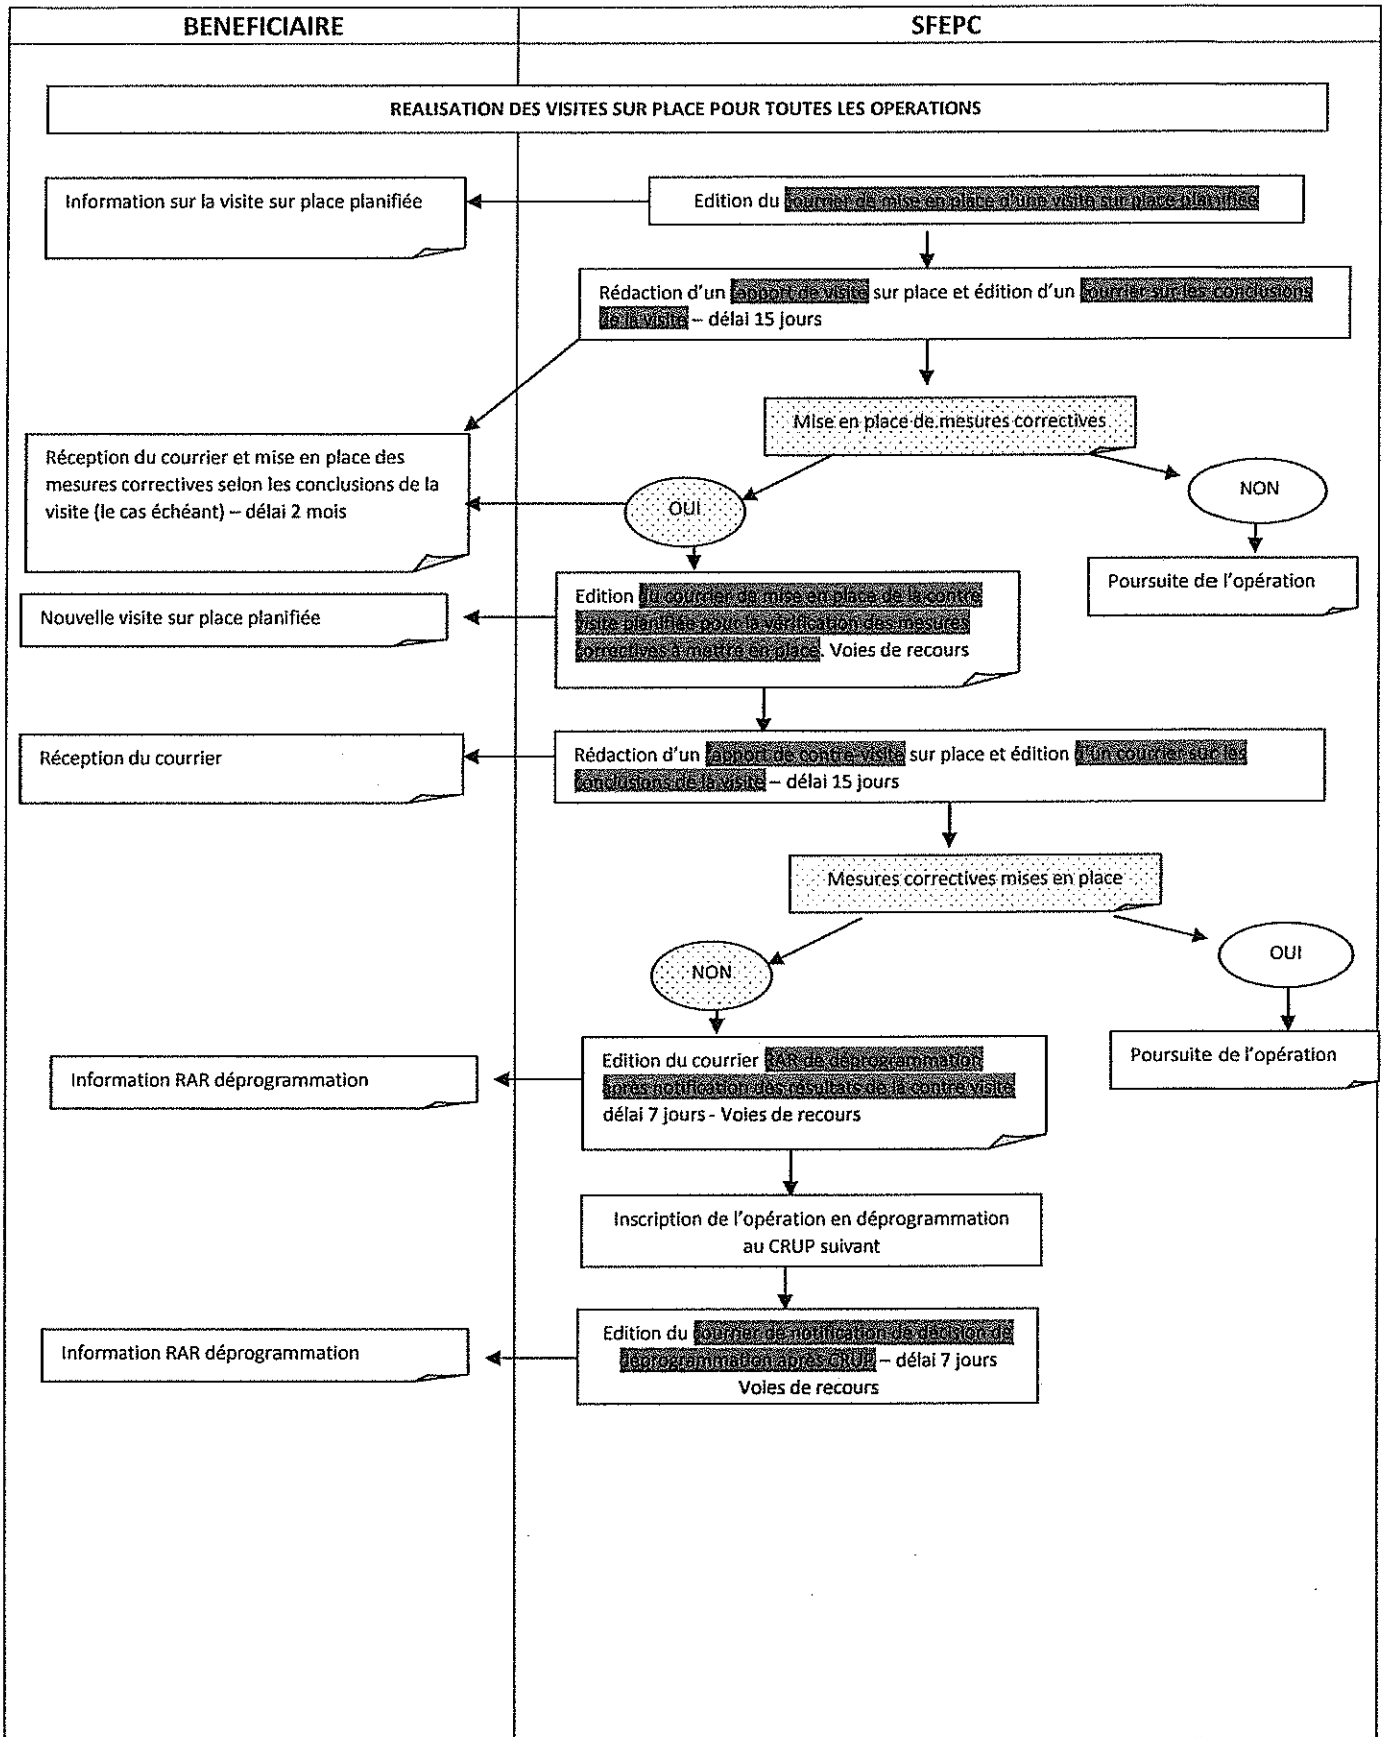 BENEFICIAIRE
SFEPC
REALISATION DES VISITES SUR PLACE POUR TOUTES LES OPERATIONS
Information sur la visite sur place planifiée
Edition du courrier de mise en place d'une visite sur place planifiée
Rédaction d'un rapport de visite sur place et édition d'un courrier sur les conclusions
de la visite – délai 15 jours
Mise en place de mesures correctives
Réception du courrier et mise en place des
mesures correctives selon les conclusions de la
visite (le cas échéant) – délai 2 mois
OUI
NON
Poursuite de l'opération
Nouvelle visite sur place planifiée
Edition du courrier de mise en place de la contre
visite planifiée pour la vérification des mesures
correctives à mettre en place. Voies de recours
Réception du courrier
Rédaction d'un rapport de contre-visite sur place et édition d'un courrier sur les
conclusions de la visite – délai 15 jours
Mesures correctives mises en place
NON
OUI
Poursuite de l'opération
Information RAR déprogrammation
Edition du courrier RAR de déprogrammation
après notification des résultats de la contre visite
délai 7 jours - Voies de recours
Inscription de l'opération en déprogrammation
au CRUP suivant
Information RAR déprogrammation
Edition du courrier de notification de décision de
déprogrammation après CRUP – délai 7 jours
Voies de recours